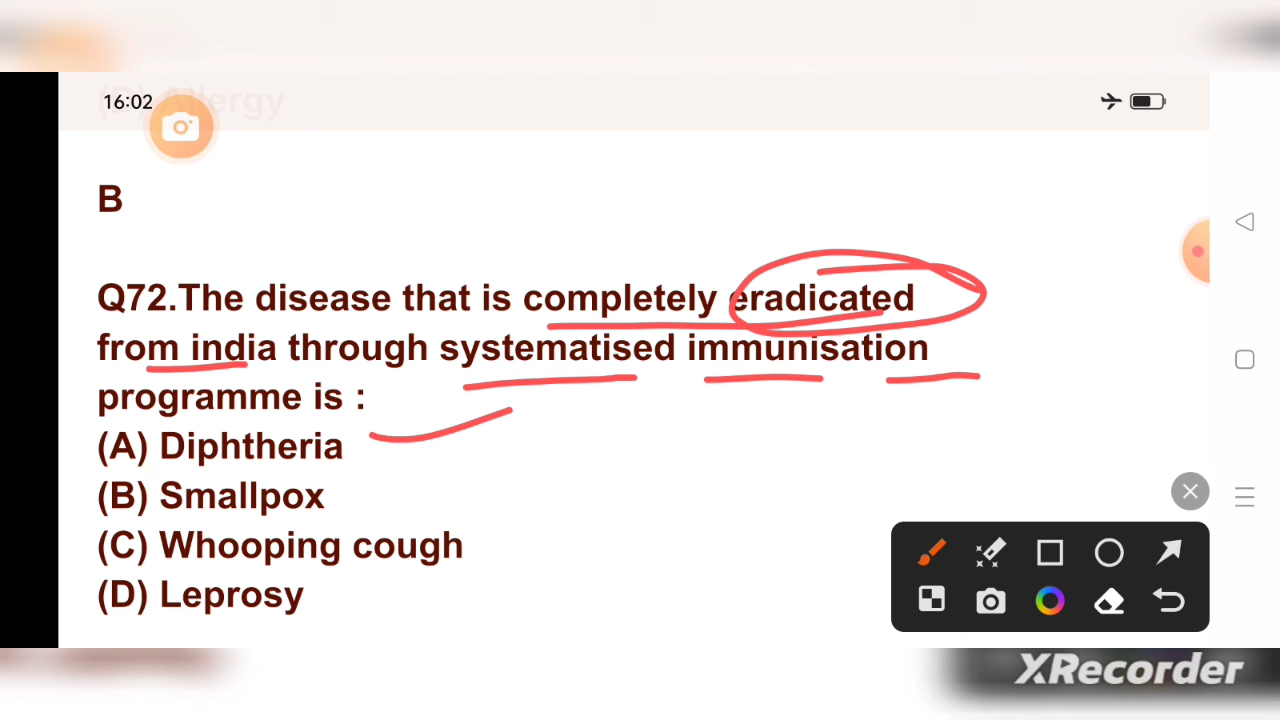 (D) Allergy
16:02
B
Q72.The disease that is completely eradicated
from india through systematised immunisation
programme is :
(A) Diphtheria
(B) Smallpox
(C) Whooping cough
(D) Leprosy
XRecorder